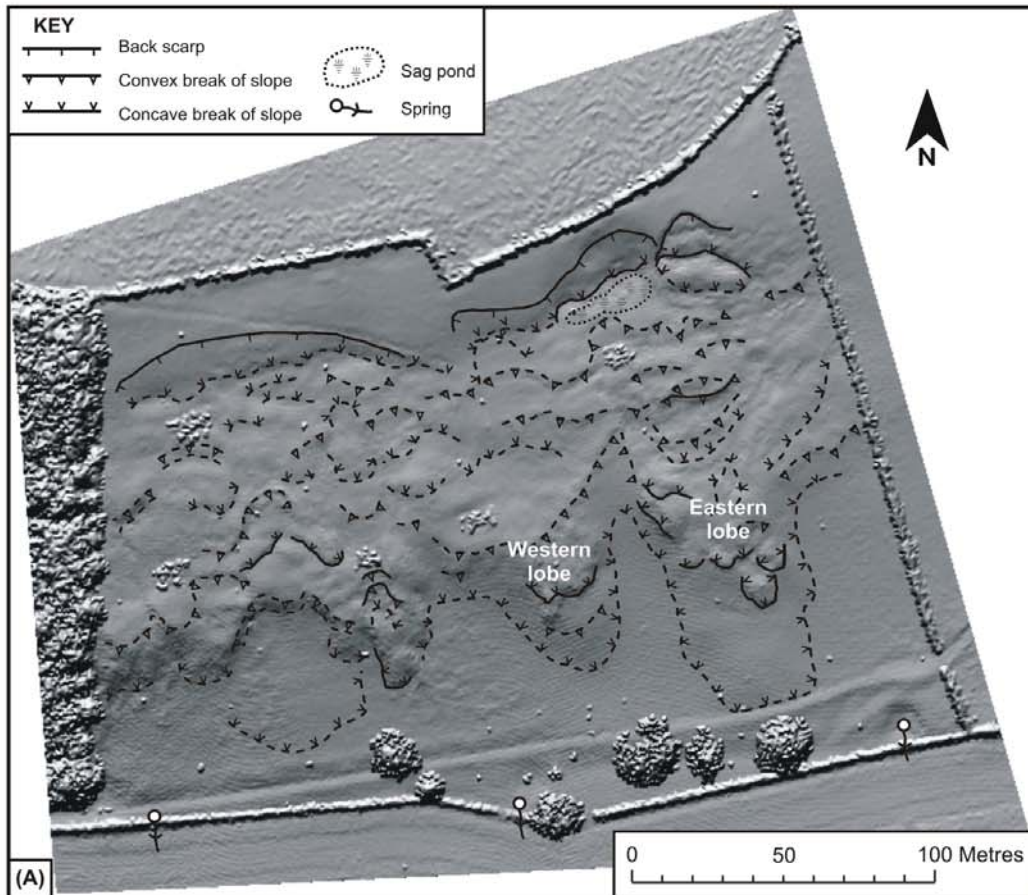 KEY
Back scarp
Convex break of slope
Concave break of slope
Sag pond
Spring
N
Western
lobe
Eastern
lobe
(A)
0 50 100 Metres